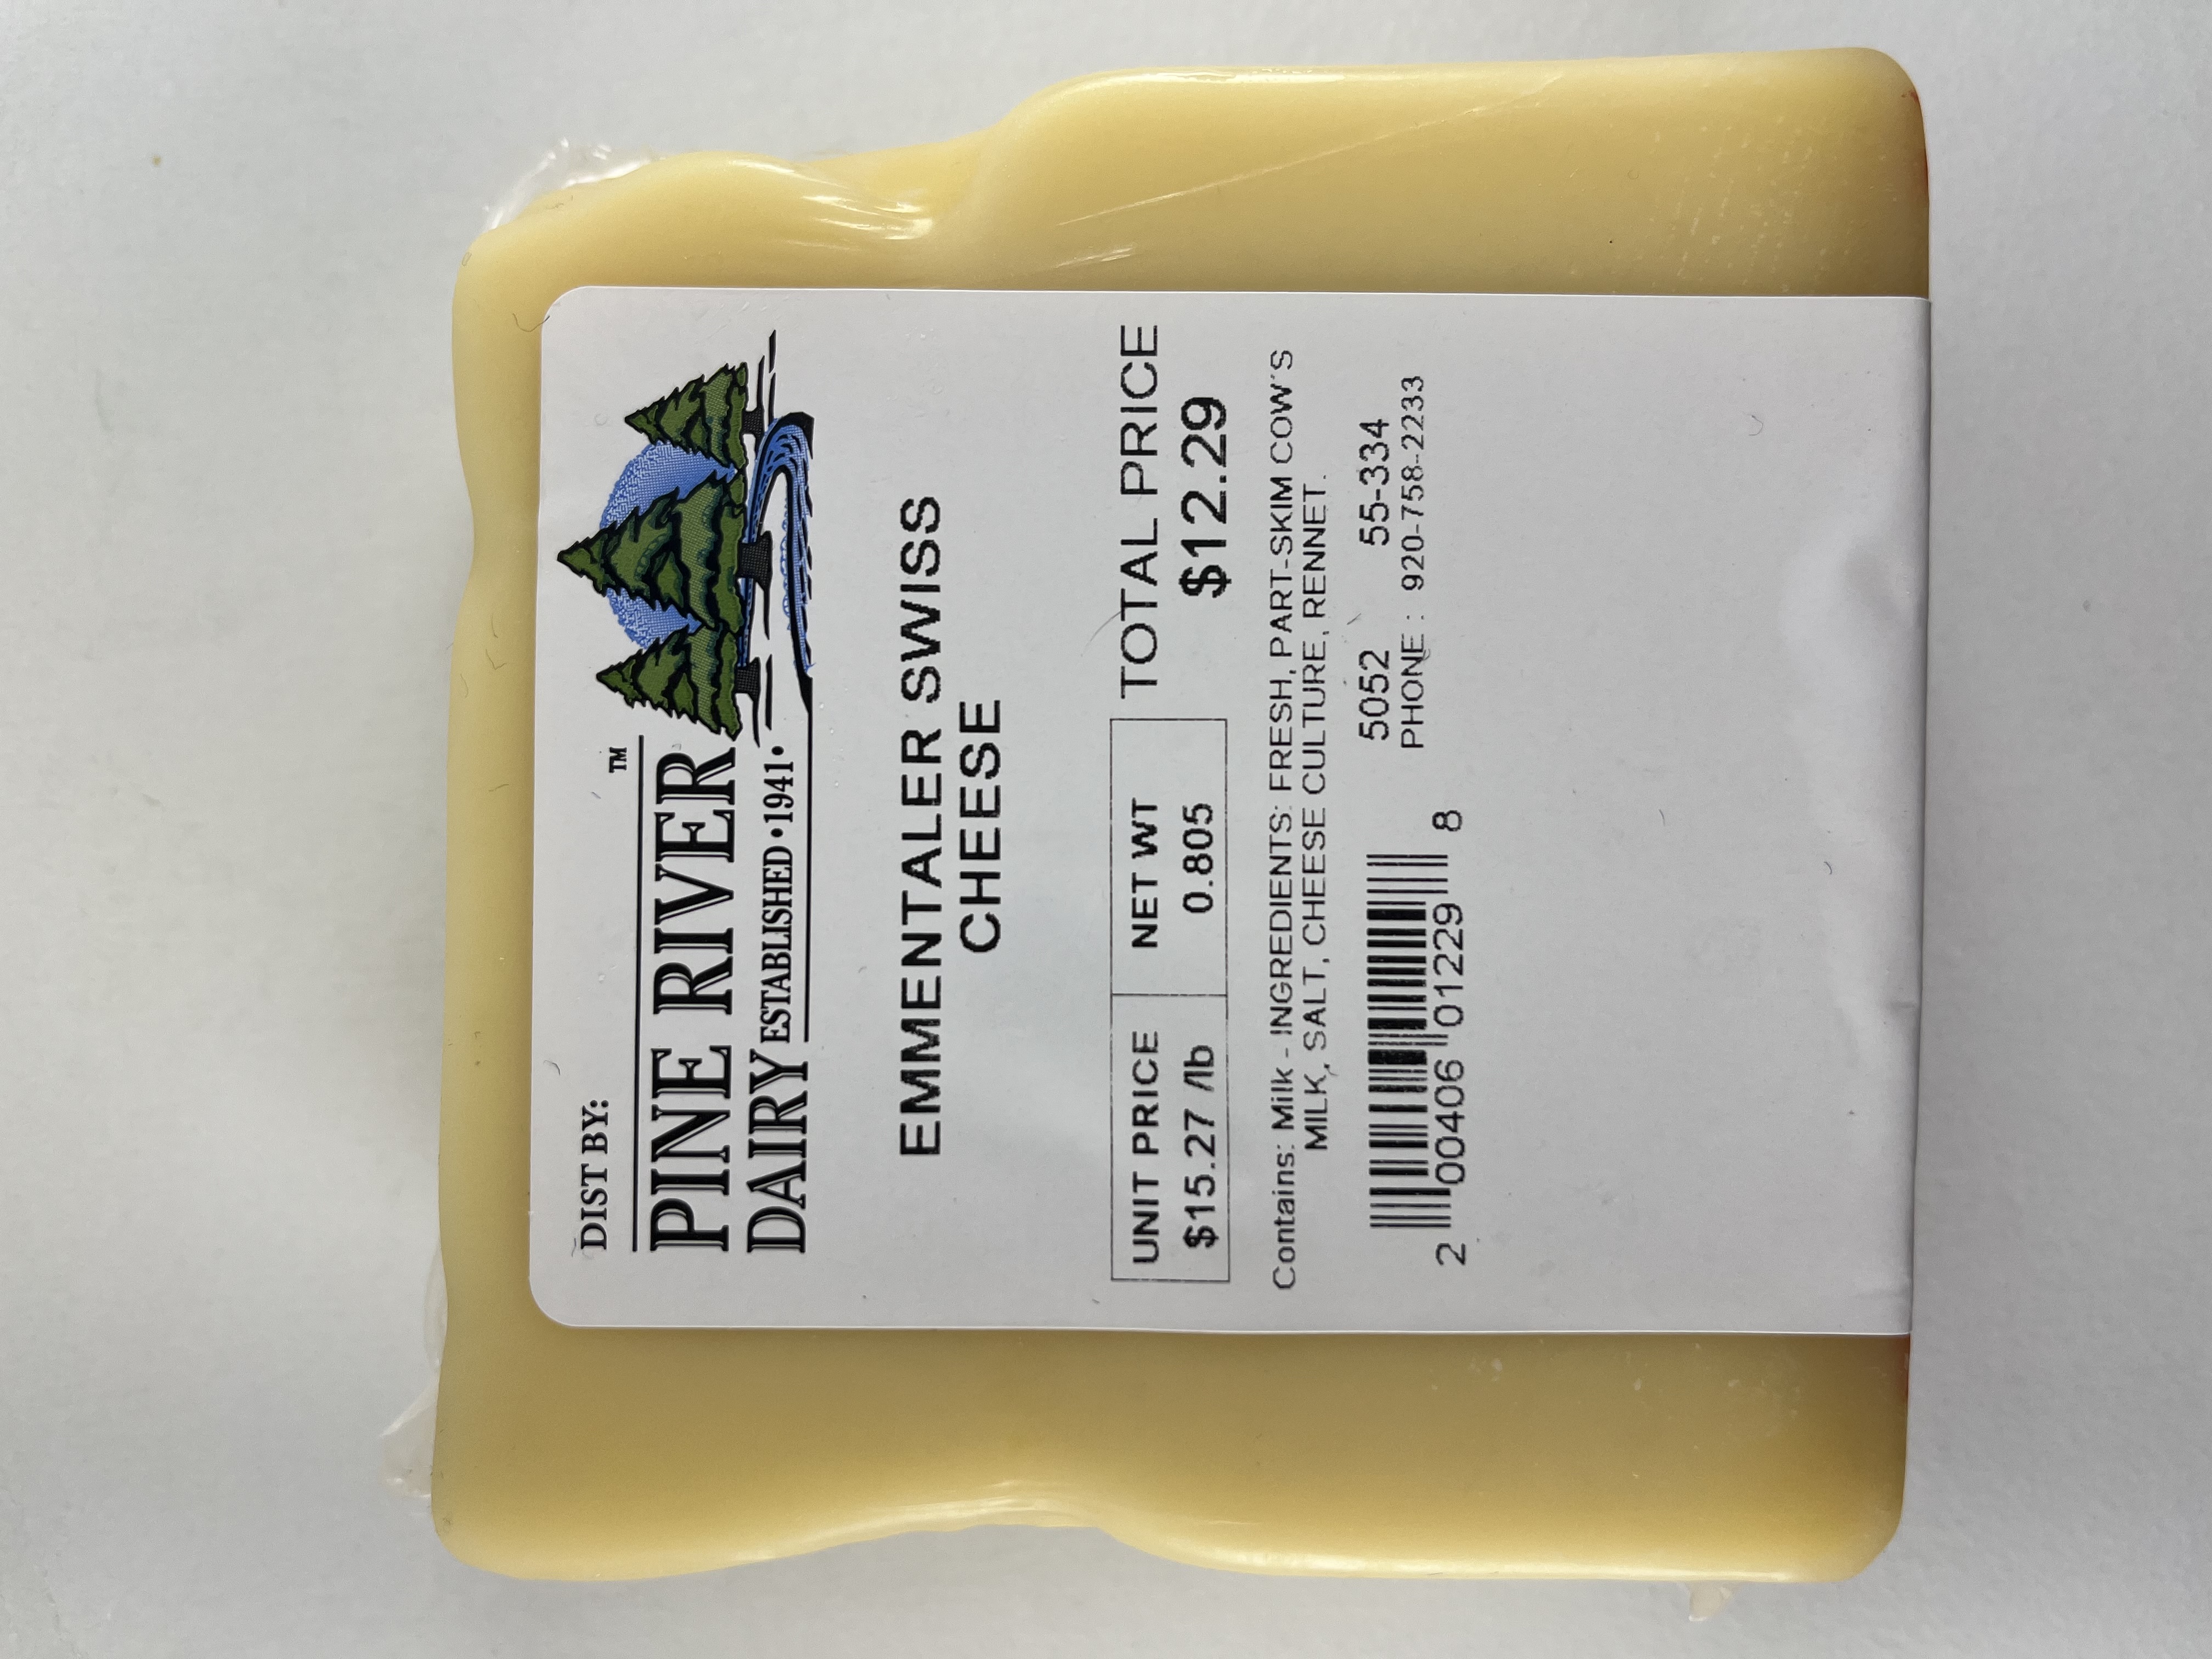 DIST BY:
PINE RIVER™
DAIRY ESTABLISHED •1941•
EMMENTALER SWISS
CHEESE
UNIT PRICE NET WT TOTAL PRICE
$15.27 /lb 0.805 $12.29
Contains: Milk - INGREDIENTS: FRESH, PART-SKIM COW'S
MILK, SALT, CHEESE CULTURE, RENNET.
5052 55-334
PHONE : 920-758-2233
2 00406 01229 8